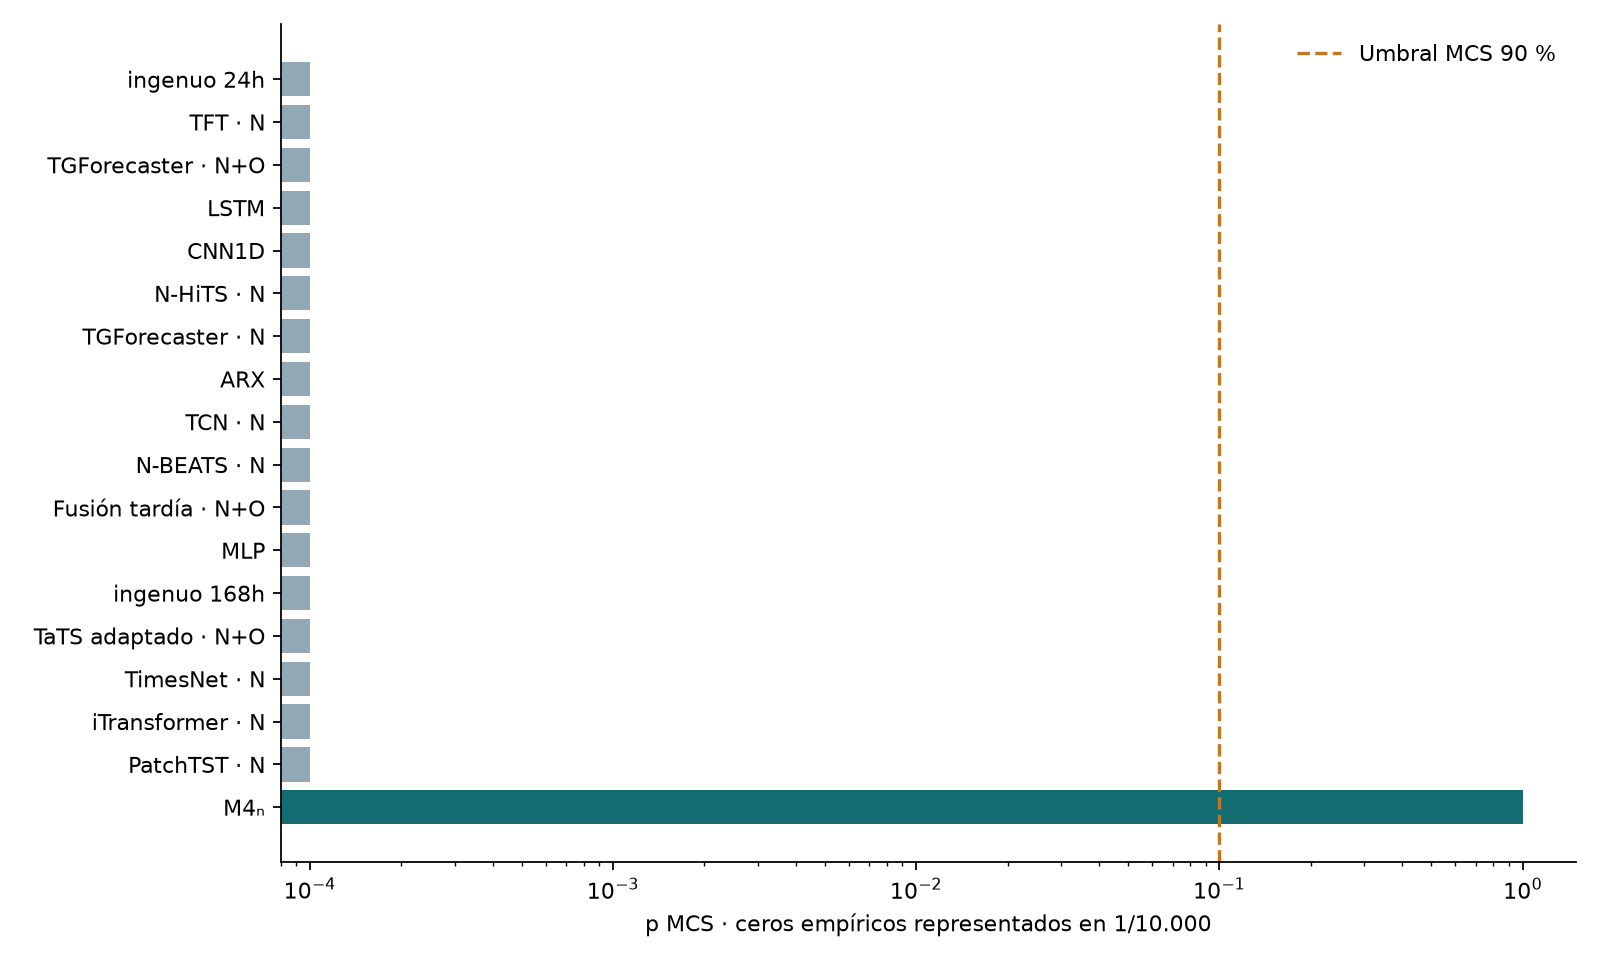 Umbral MCS 90 %
ingenuo 24h
TFT · N
TGForecaster · N+O
LSTM
CNN1D
N-HiTS · N
TGForecaster · N
ARX
TCN · N
N-BEATS · N
Fusión tardía · N+O
MLP
ingenuo 168h
TaTS adaptado · N+O
TimesNet · N
iTransformer · N
PatchTST · N
M4ₙ
10⁻⁴ 10⁻³ 10⁻² 10⁻¹ 10⁰
p MCS · ceros empíricos representados en 1/10.000